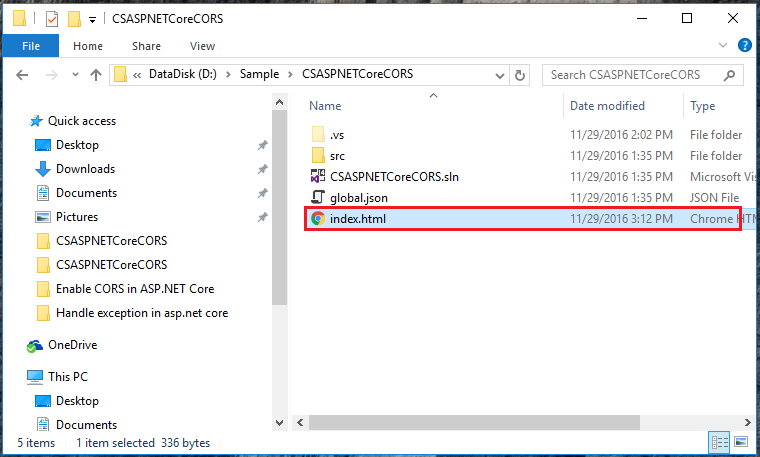 CSASPNETCoreCORS
File Home Share View
« DataDisk (D:) › Sample › CSASPNETCoreCORS
Search CSASPNETCoreCORS
Quick access
Desktop
Downloads
Documents
Pictures
CSASPNETCoreCORS
CSASPNETCoreCORS
Enable CORS in ASP.NET Core
Handle exception in asp.net core
OneDrive
This PC
Desktop
Documents
Name Date modified Type
.vs 11/29/2016 2:02 PM File folder
src 11/29/2016 1:35 PM File folder
CSASPNETCoreCORS.sln 11/29/2016 1:35 PM Microsoft Vis
global.json 11/29/2016 1:35 PM JSON File
index.html 11/29/2016 3:12 PM Chrome HTM
5 items 1 item selected 336 bytes